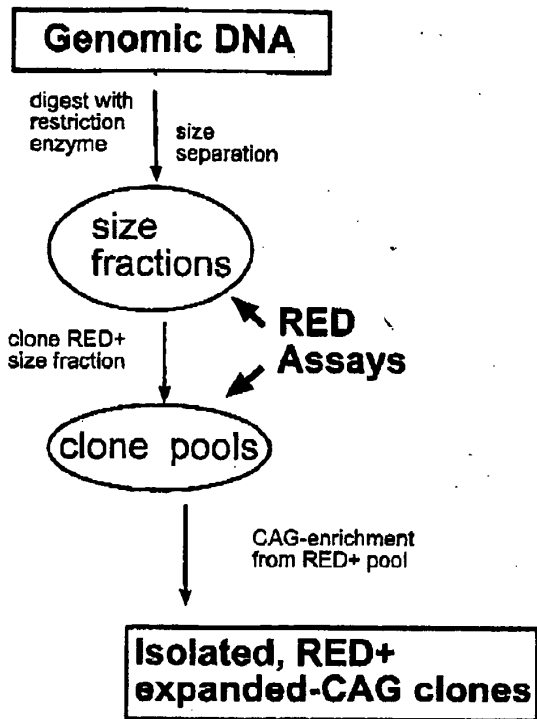 Genomic DNA
digest with
restriction
enzyme
size
separation
size
fractions
RED
Assays
clone RED+
size fraction
clone pools
CAG-enrichment
from RED+ pool
Isolated, RED+
expanded-CAG clones